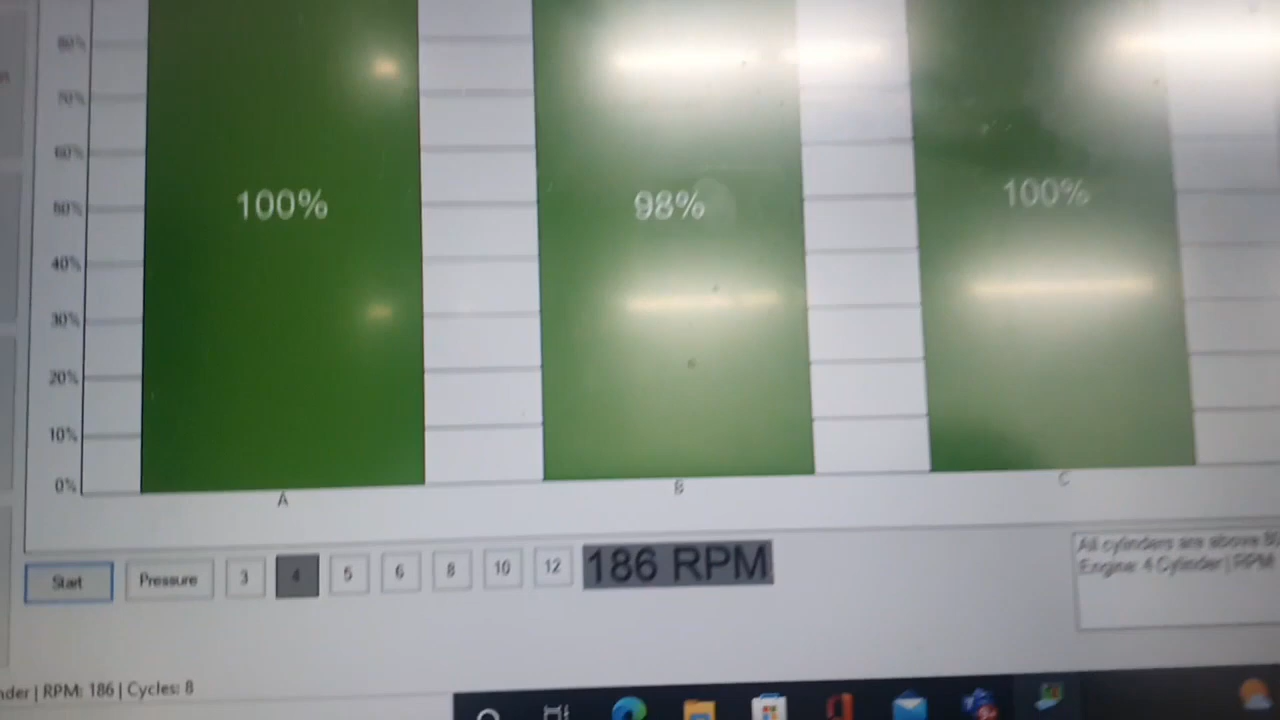 80%
70%
60%
50%
40%
30%
20%
10%
0%
100%
98%
100%
A
B
C
Start
Pressure
3
4
5
6
8
10
12
186 RPM
All cylinders are above
Engine: 4 Cylinder | RPM
nder | RPM: 186 | Cycles: 8